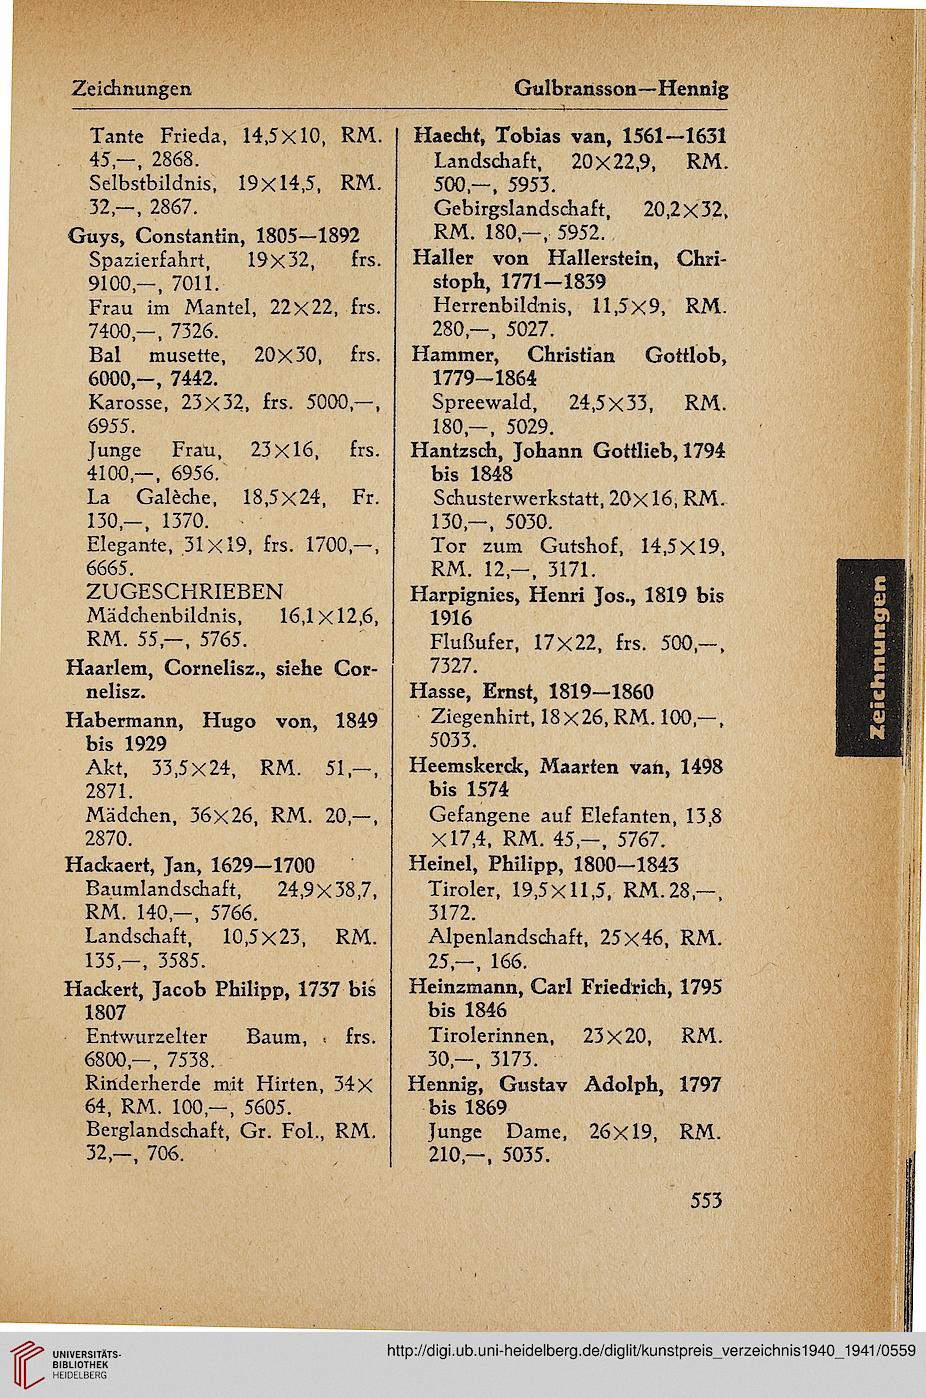 Zeichnungen
Gulbransson—Hennig
Tante Frieda, 14,5×10, RM.
45,—, 2868.
Selbstbildnis, 19×14,5, RM.
32,—, 2867.
Guys, Constantin, 1805—1892
Spazierfahrt, 19×32, frs.
9100,—, 7011.
Frau im Mantel, 22×22, frs.
7400,—, 7326.
Bal musette, 20×30, frs.
6000,—, 7442.
Karosse, 23×32, frs. 5000,—,
6955.
Junge Frau, 23×16, frs.
4100,—, 6956.
La Galèche, 18,5×24, Fr.
130,—, 1370.
Elegante, 31×19, frs. 1700,—,
6665.
ZUGESCHRIEBEN
Mädchenbildnis, 16,1×12,6,
RM. 55,—, 5765.
Haarlem, Cornelisz., siehe Cor-
nelisz.
Habermann, Hugo von, 1849
bis 1929
Akt, 33,5×24, RM. 51,—,
2871.
Mädchen, 36×26, RM. 20,—,
2870.
Hackaert, Jan, 1629—1700
Baumlandschaft, 24,9×38,7,
RM. 140,—, 5766.
Landschaft, 10,5×23, RM.
135,—, 3585.
Hackert, Jacob Philipp, 1737 bis
1807
Entwurzelter Baum, frs.
6800,—, 7538.
Rinderherde mit Hirten, 34×
64, RM. 100,—, 5605.
Berglandschaft, Gr. Fol., RM.
32,—, 706.
Haecht, Tobias van, 1561—1631
Landschaft, 20×22,9, RM.
500,—, 5953.
Gebirgslandschaft, 20,2×32,
RM. 180,—, 5952.
Haller von Hallerstein, Chri-
stoph, 1771—1839
Herrenbildnis, 11,5×9, RM.
280,—, 5027.
Hammer, Christian Gottlob,
1779—1864
Spreewald, 24,5×33, RM.
180,—, 5029.
Hantzsch, Johann Gottlieb, 1794
bis 1848
Schusterwerkstatt, 20×16, RM.
130,—, 5030.
Tor zum Gutshof, 14,5×19,
RM. 12,—, 3171.
Harpignies, Henri Jos., 1819 bis
1916
Flußufer, 17×22, frs. 500,—,
7327.
Hasse, Ernst, 1819—1860
Ziegenhirt, 18×26, RM. 100,—,
5033.
Heemskerck, Maarten van, 1498
bis 1574
Gefangene auf Elefanten, 13,8
×17,4, RM. 45,—, 5767.
Heinel, Philipp, 1800—1843
Tiroler, 19,5×11,5, RM. 28,—,
3172.
Alpenlandschaft, 25×46, RM.
25,—, 166.
Heinzmann, Carl Friedrich, 1795
bis 1846
Tirolerinnen, 23×20, RM.
30,—, 3173.
Hennig, Gustav Adolph, 1797
bis 1869
Junge Dame, 26×19, RM.
210,—, 5035.
Zeichnungen
553
UNIVERSITÄTS-
BIBLIOTHEK
HEIDELBERG
http://digi.ub.uni-heidelberg.de/diglit/kunstpreis_verzeichnis1940_1941/0559